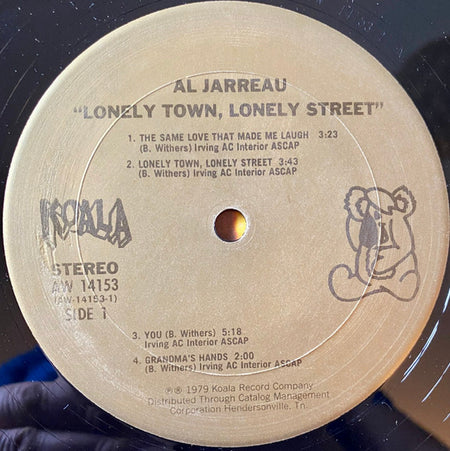 AL JARREAU
"LONELY TOWN, LONELY STREET"
1. THE SAME LOVE THAT MADE ME LAUGH 3:23
(B. Withers) Irving AC Interior ASCAP
2. LONELY TOWN, LONELY STREET 3:43
(B. Withers) Irving AC Interior ASCAP
KOALA
STEREO
AW 14153
(AW-14153-1)
SIDE 1
3. YOU (B. Withers) 5:18
Irving AC Interior ASCAP
4. GRANDMA'S HANDS 2:00
(B. Withers) Irving AC Interior ASCAP
℗© 1979 Koala Record Company
Distributed Through Catalog Management
Corporation Hendersonville, Tn.